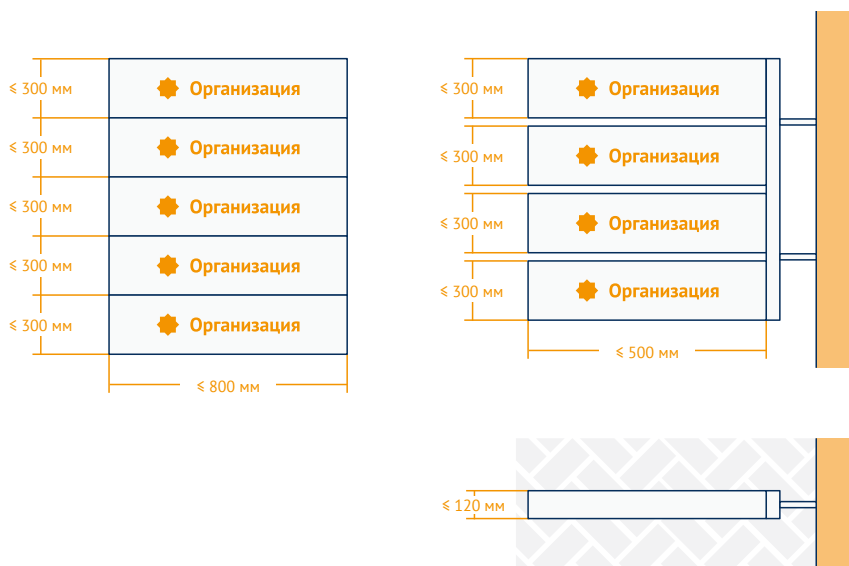 ≤ 300 мм
Организация
≤ 300 мм
Организация
≤ 300 мм
Организация
≤ 300 мм
Организация
≤ 300 мм
Организация
≤ 800 мм
≤ 300 мм
Организация
≤ 300 мм
Организация
≤ 300 мм
Организация
≤ 300 мм
Организация
≤ 500 мм
≤ 120 мм